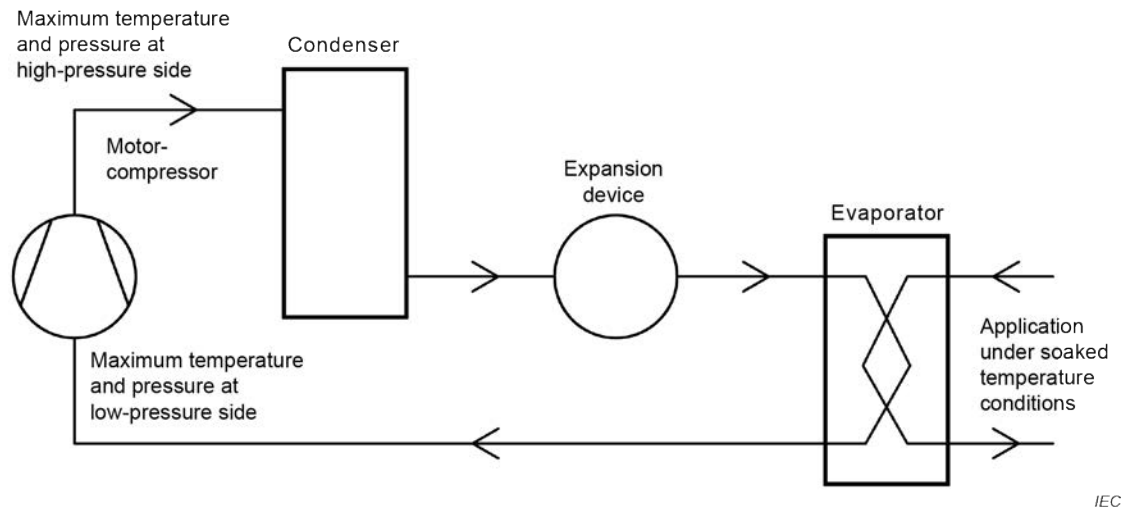 Maximum temperature
and pressure at
high-pressure side
Condenser
Motor-
compressor
Expansion
device
Evaporator
Application
under soaked
temperature
conditions
Maximum temperature
and pressure at
low-pressure side
IEC